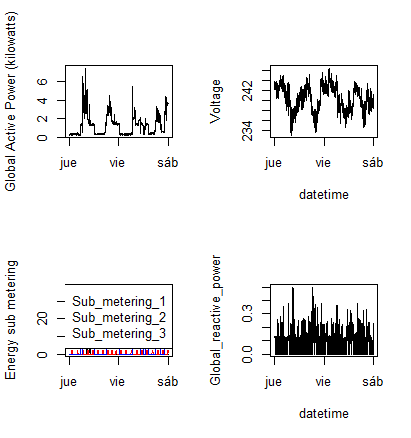 Global Active Power (kilowatts)
0 2 4 6
jue vie sáb
Voltage
234 242
jue vie sáb
datetime
Energy sub metering
0 20
Sub_metering_1
Sub_metering_2
Sub_metering_3
jue vie sáb
Global_reactive_power
0.0 0.3
jue vie sáb
datetime